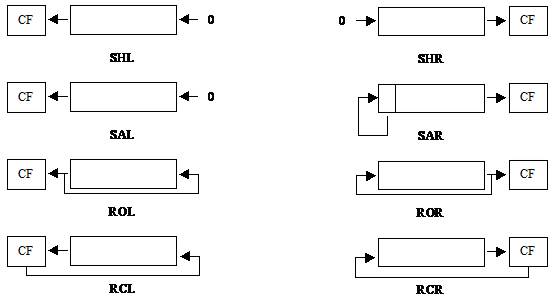 CF 0 0 CF
SHL SHR
CF 0 CF
SAL SAR
CF CF
ROL ROR
CF CF
RCL RCR